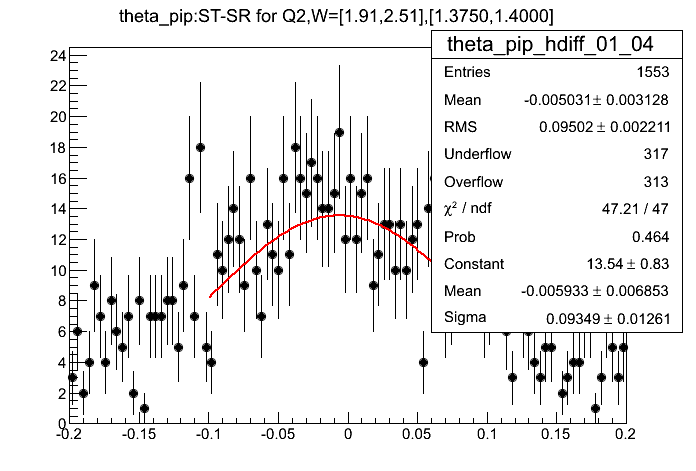 theta_pip:ST-SR for Q2,W=[1.91,2.51],[1.3750,1.4000]
theta_pip_hdiff_01_04
Entries 1553
Mean -0.005031 ± 0.003128
RMS 0.09502 ± 0.002211
Underflow 317
Overflow 313
χ² / ndf 47.21 / 47
Prob 0.464
Constant 13.54 ± 0.83
Mean -0.005933 ± 0.006853
Sigma 0.09349 ± 0.01261
24
22
20
18
16
14
12
10
8
6
4
2
0
-0.2 -0.15 -0.1 -0.05 0 0.05 0.1 0.15 0.2